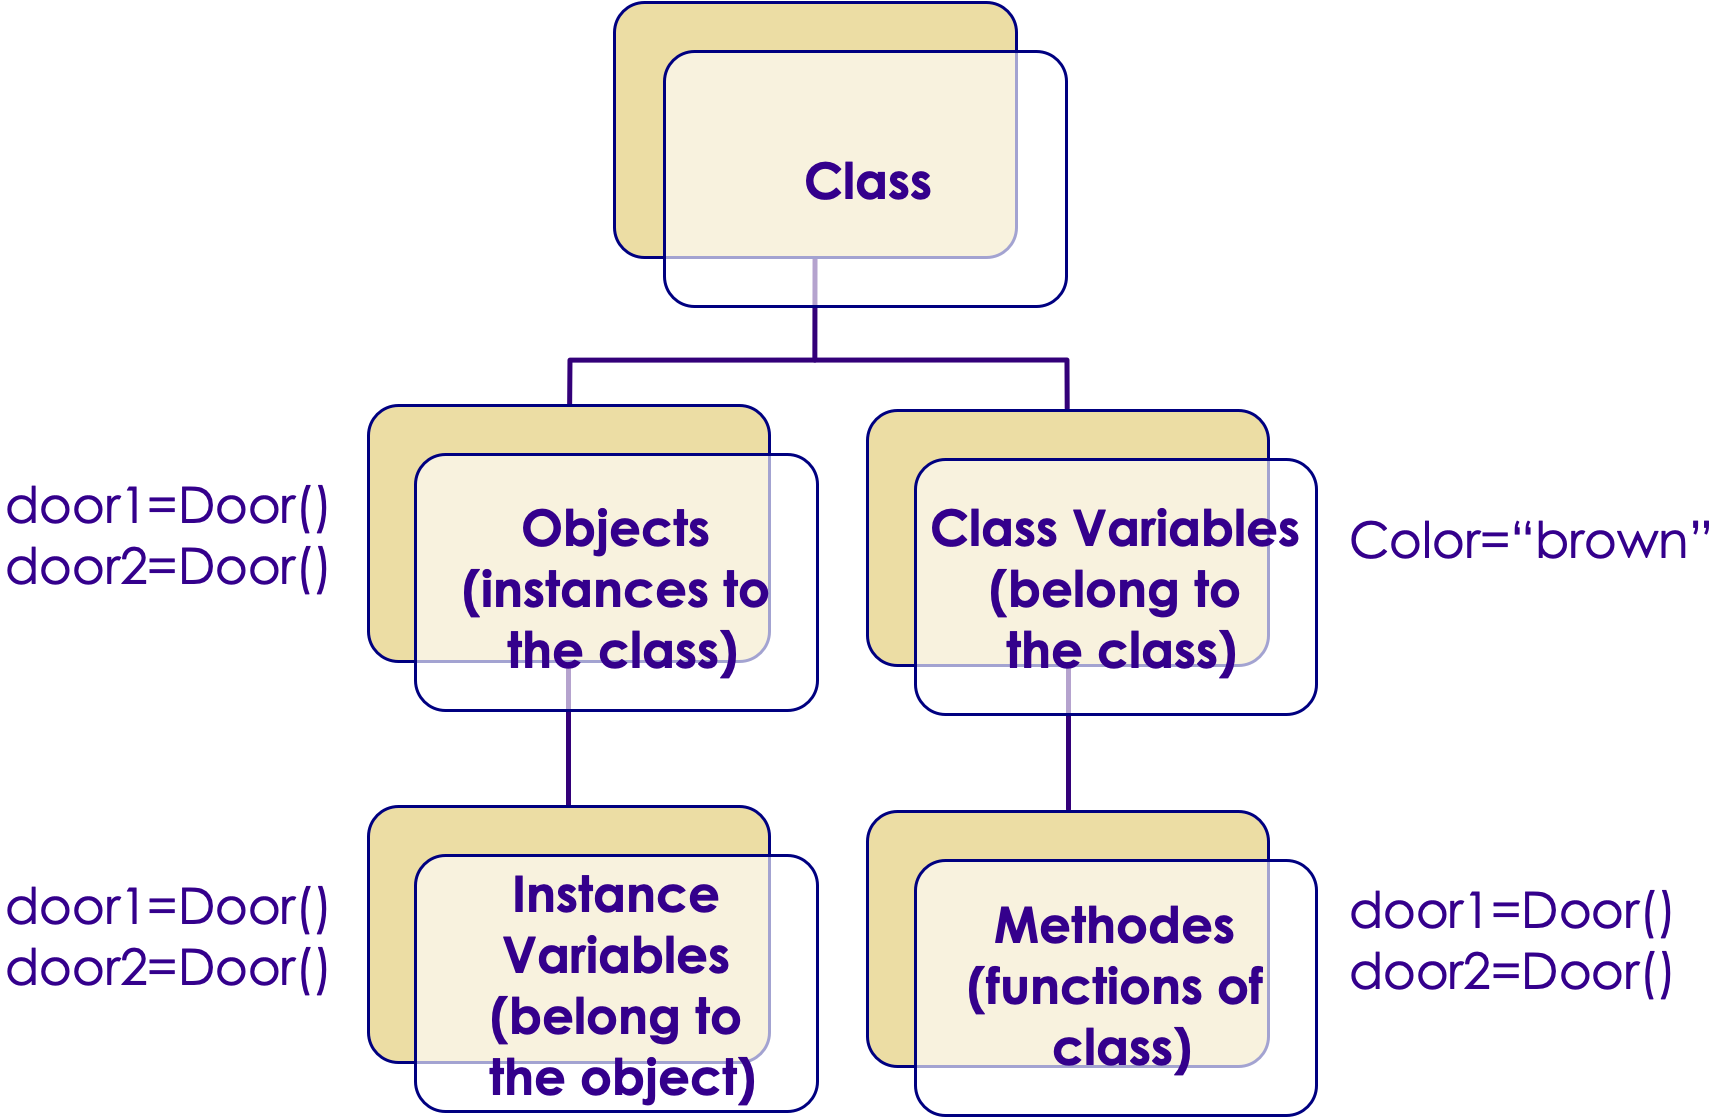 Class
door1=Door()
door2=Door()
Objects
(instances to
the class)
Class Variables
(belong to
the class)
Color=“brown”
door1=Door()
door2=Door()
Instance
Variables
(belong to
the object)
Methodes
(functions of
class)
door1=Door()
door2=Door()